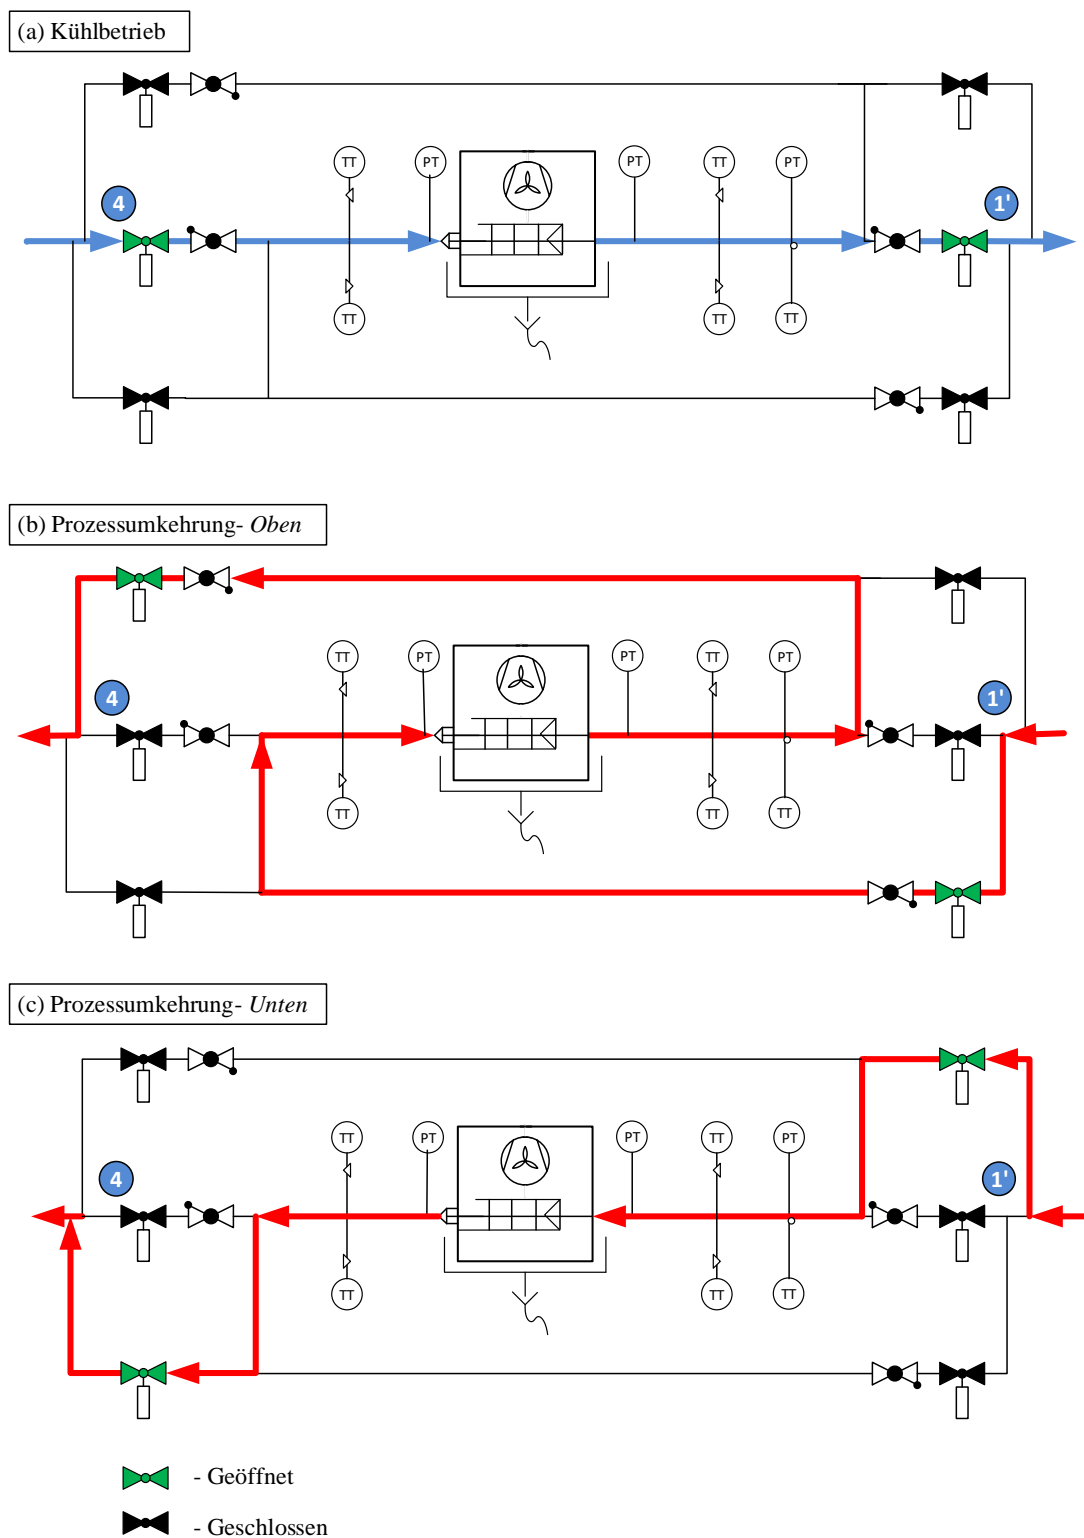 (a) Kühlbetrieb
TT PT PT TT PT
4 1'
TT TT TT
(b) Prozessumkehrung- Oben
TT PT PT TT PT
4 1'
TT TT TT
(c) Prozessumkehrung- Unten
TT PT PT TT PT
4 1'
TT TT TT
- Geöffnet
- Geschlossen